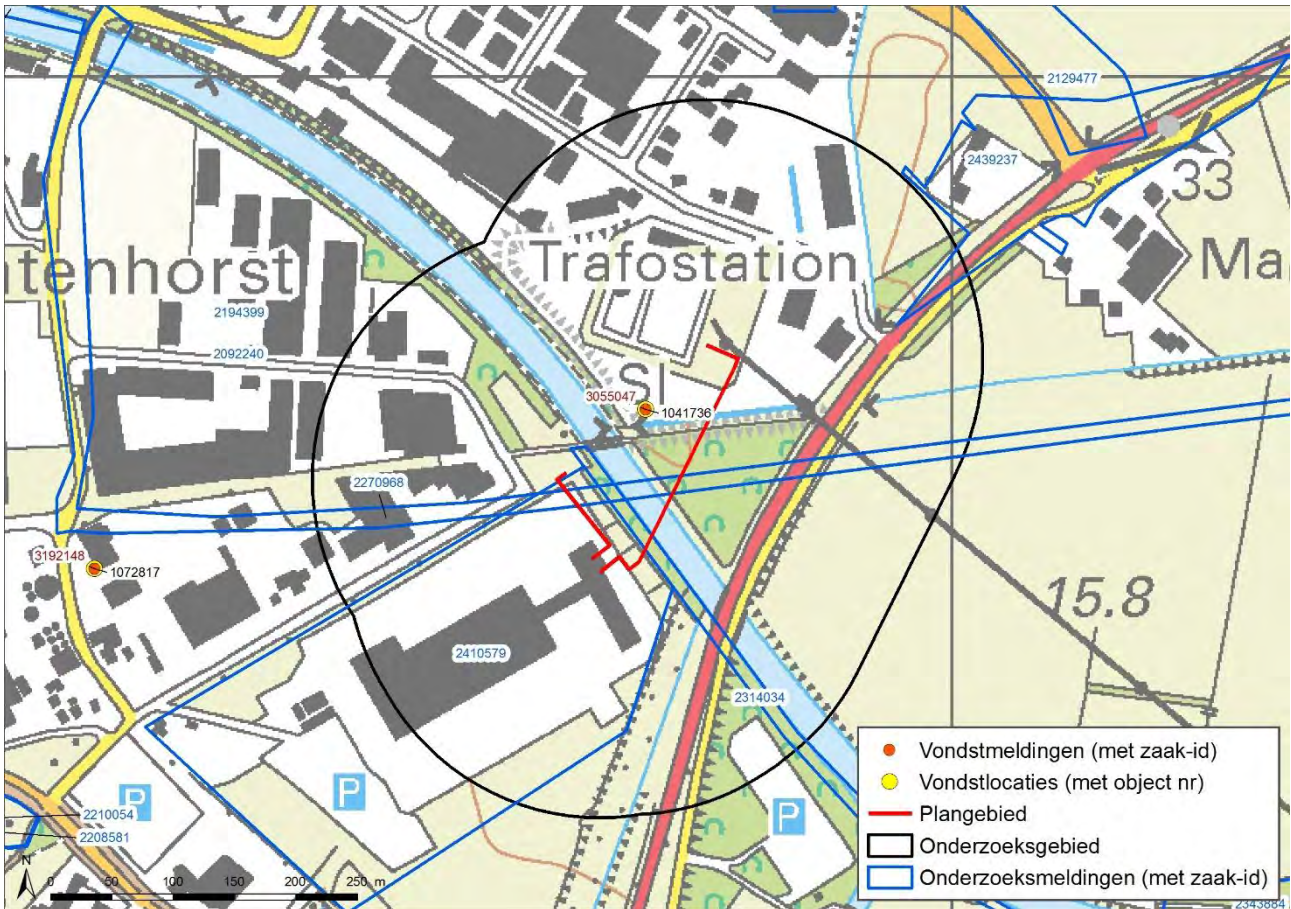 2129477
2439237
33
Trafostation
Ma
tenhorst
2194399
2092240
SI
3055047
1041736
2270968
3192148
1072817
15.8
2410579
2314034
P
P
P
2210054
2208581
N
0 50 100 150 200 250 m
Vondstmeldingen (met zaak-id)
Vondstlocaties (met object nr)
Plangebied
Onderzoeksgebied
Onderzoeksmeldingen (met zaak-id)
2343884